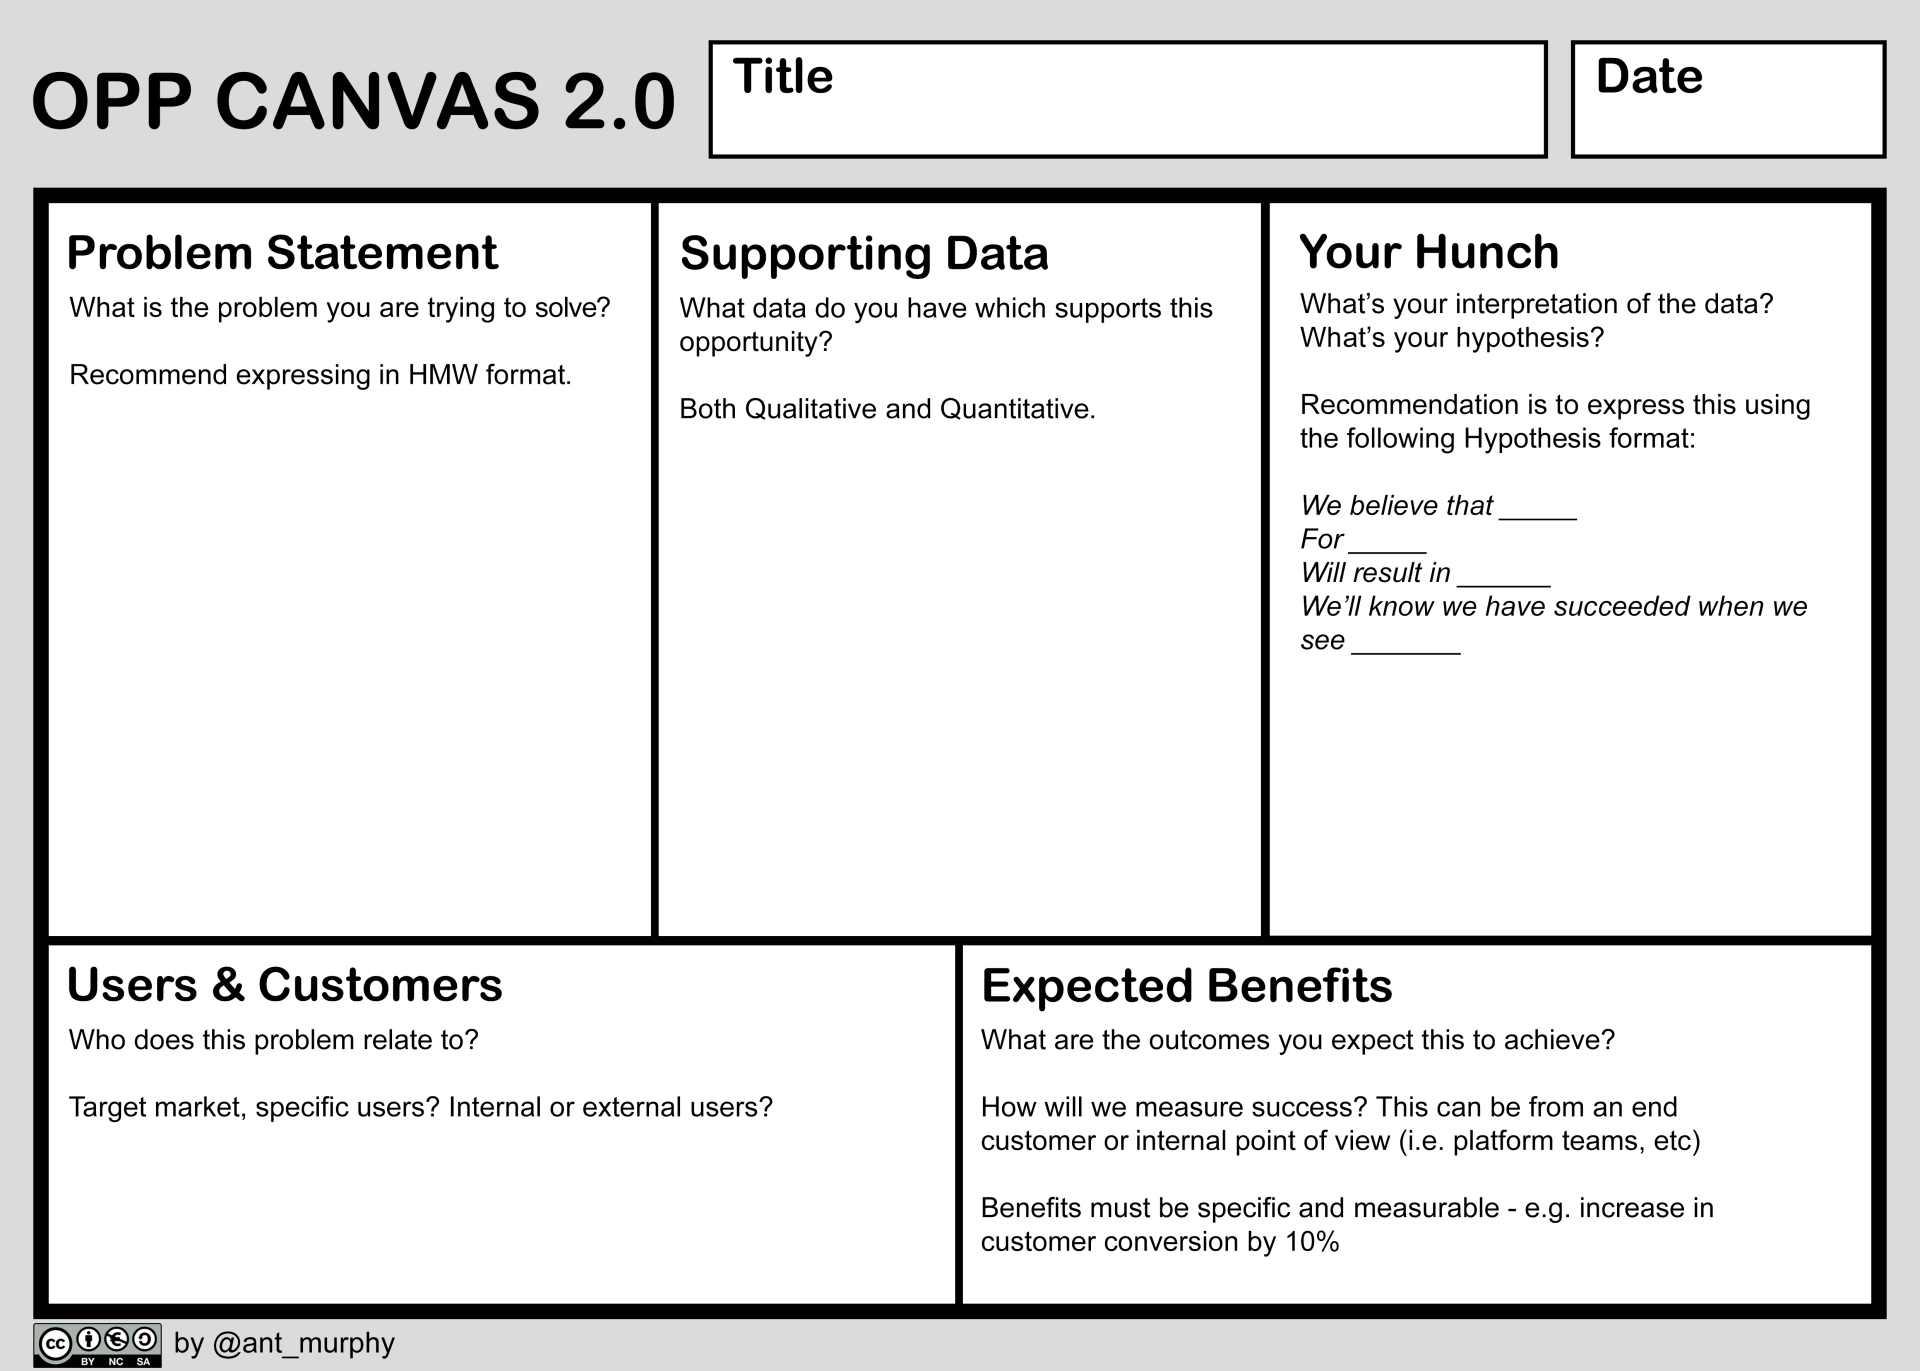 OPP CANVAS 2.0
Title
Date
Problem Statement
What is the problem you are trying to solve?
Recommend expressing in HMW format.
Supporting Data
What data do you have which supports this
opportunity?
Both Qualitative and Quantitative.
Your Hunch
What’s your interpretation of the data?
What’s your hypothesis?
Recommendation is to express this using
the following Hypothesis format:
We believe that _____
For _____
Will result in ______
We’ll know we have succeeded when we
see _______
Users & Customers
Who does this problem relate to?
Target market, specific users? Internal or external users?
Expected Benefits
What are the outcomes you expect this to achieve?
How will we measure success? This can be from an end
customer or internal point of view (i.e. platform teams, etc)
Benefits must be specific and measurable - e.g. increase in
customer conversion by 10%
cc
BY NC SA
by @ant_murphy